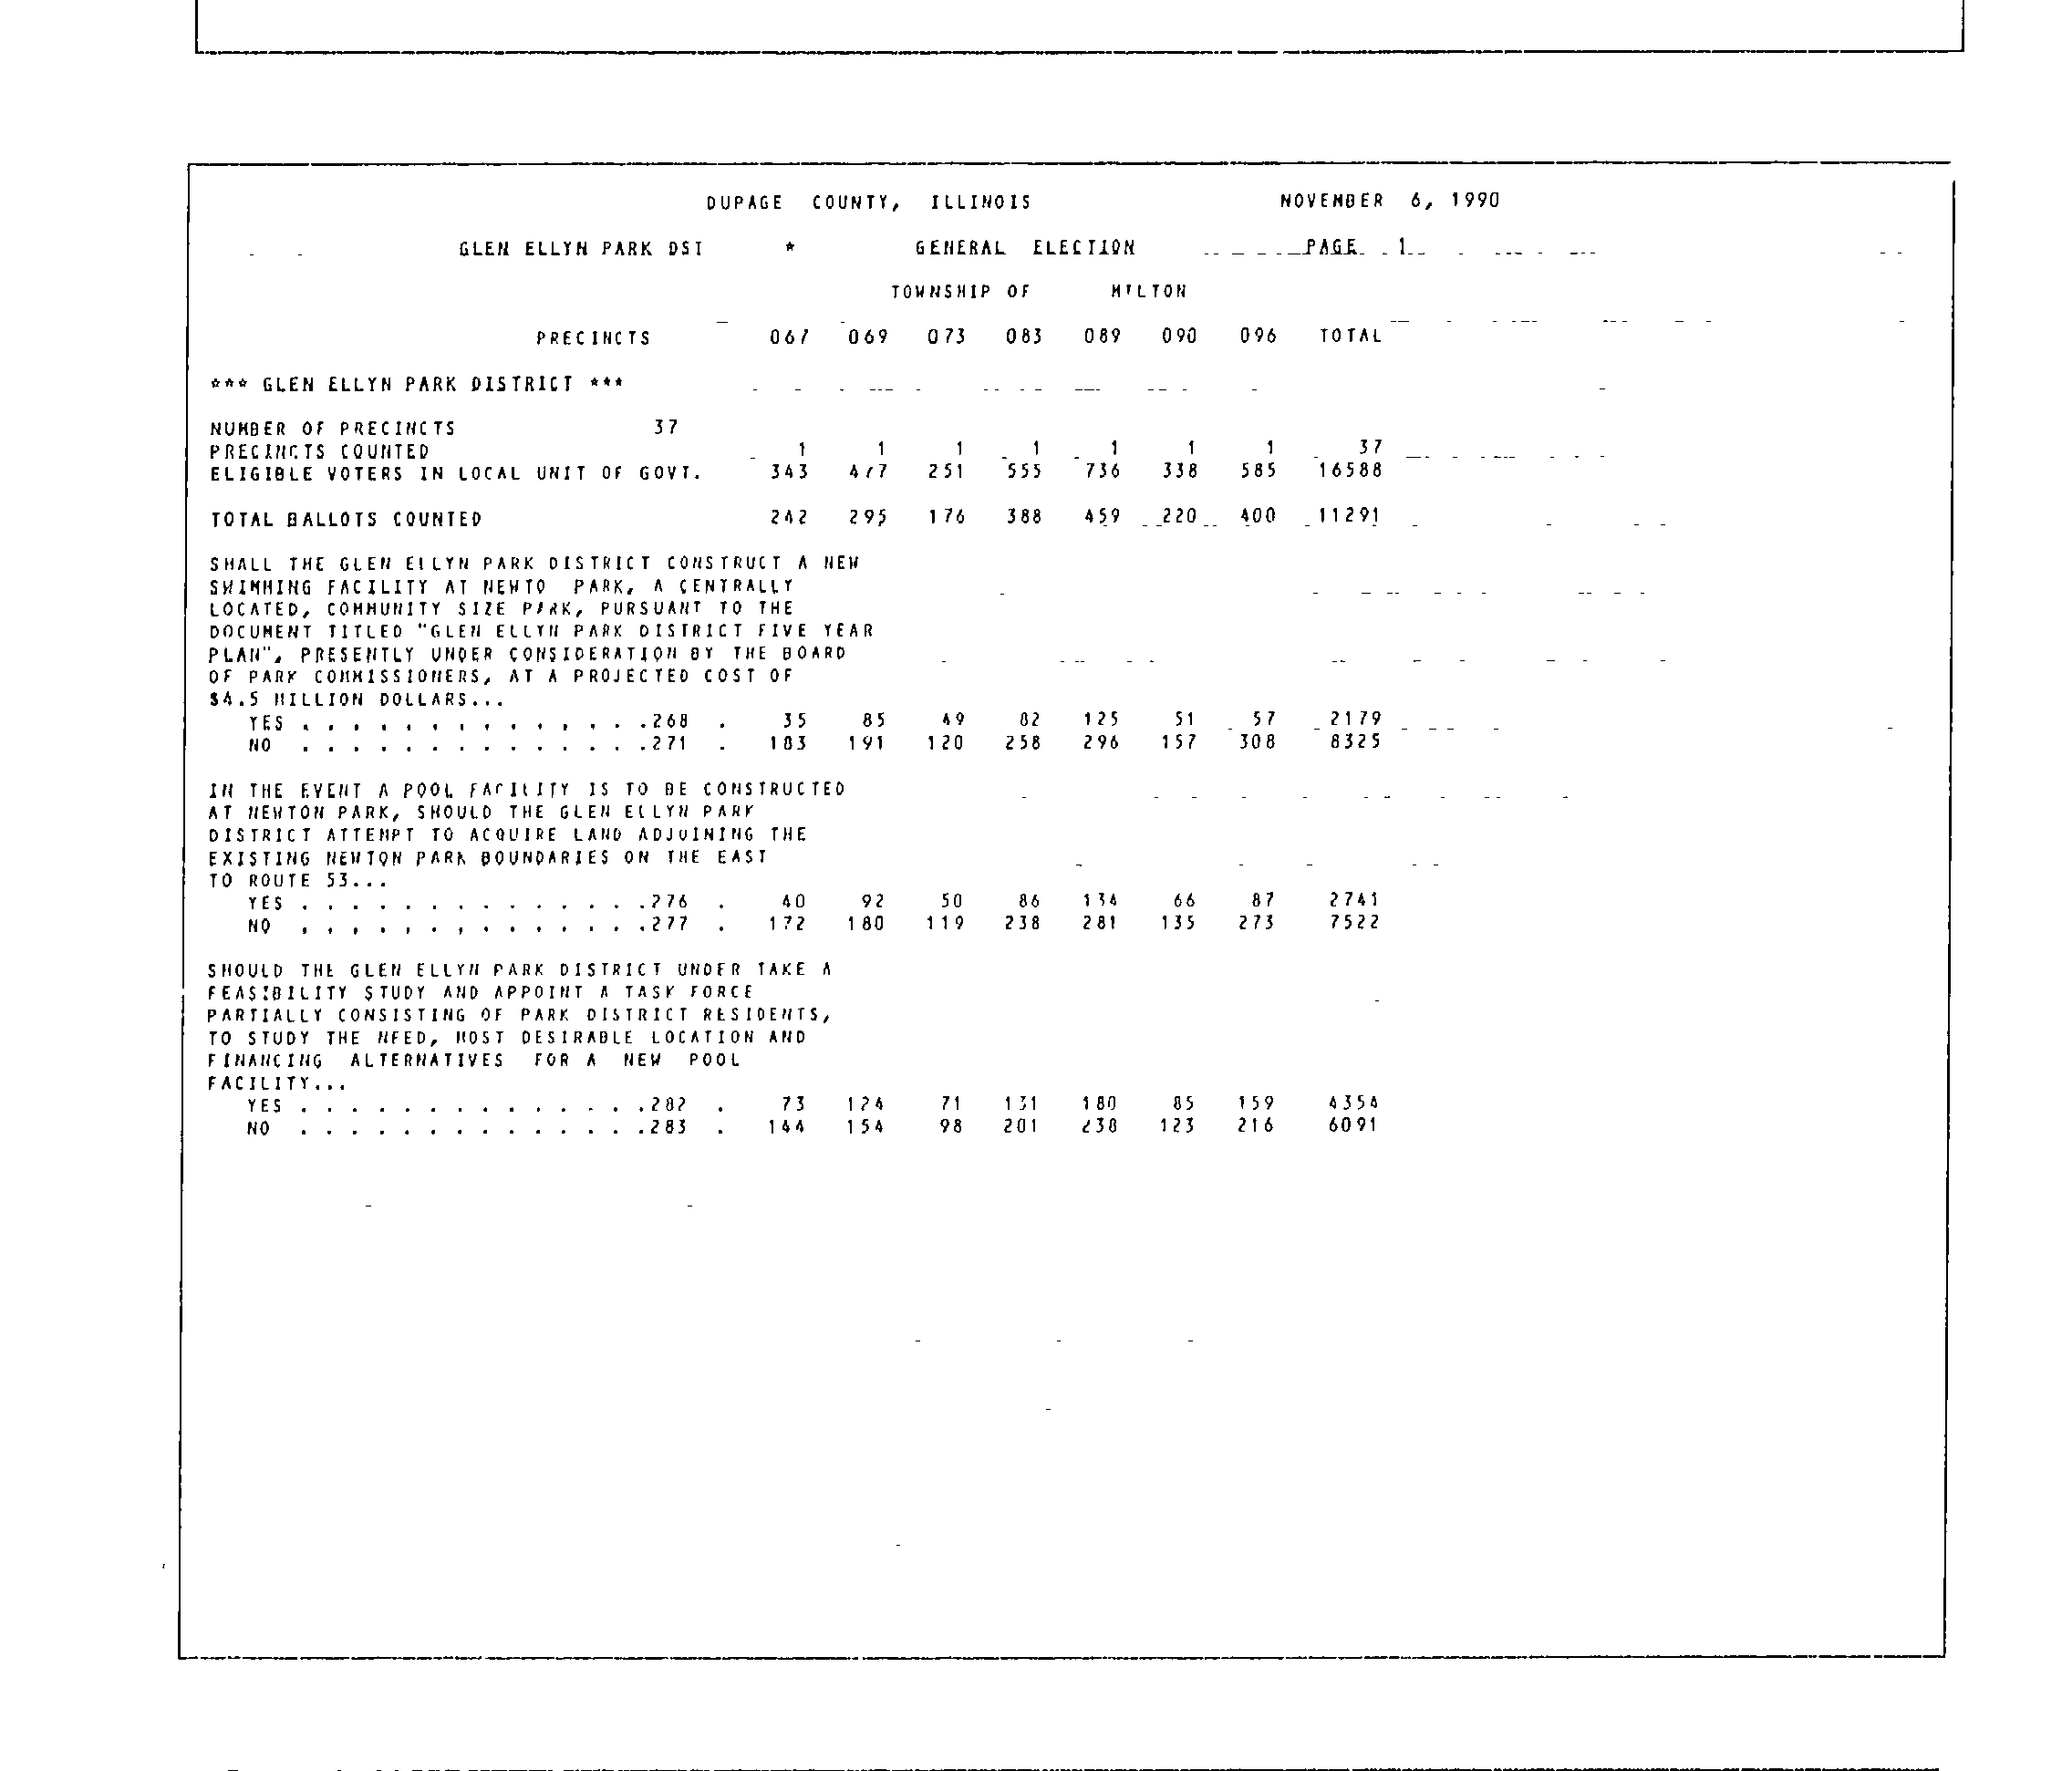 DUPAGE COUNTY, ILLINOIS NOVEMBER 6, 1990
GLEN ELLYN PARK DST * GENERAL ELECTION PAGE 1
TOWNSHIP OF MILTON
PRECINCTS 067 069 073 083 089 090 096 TOTAL
*** GLEN ELLYN PARK DISTRICT ***
NUMBER OF PRECINCTS 37
PRECINCTS COUNTED 1 1 1 1 1 1 1 37
ELIGIBLE VOTERS IN LOCAL UNIT OF GOVT. 343 477 251 555 736 338 585 16588
TOTAL BALLOTS COUNTED 242 295 176 388 459 220 400 11291
SHALL THE GLEN ELLYN PARK DISTRICT CONSTRUCT A NEW
SWIMMING FACILITY AT NEWTO PARK, A CENTRALLY
LOCATED, COMMUNITY SIZE PARK, PURSUANT TO THE
DOCUMENT TITLED "GLEN ELLYN PARK DISTRICT FIVE YEAR
PLAN", PRESENTLY UNDER CONSIDERATION BY THE BOARD
OF PARK COMMISSIONERS, AT A PROJECTED COST OF
$4.5 MILLION DOLLARS...
YES . . . . . . . . . . . . . .268 . 35 85 49 82 125 51 57 2179
NO . . . . . . . . . . . . . .271 . 183 191 120 258 296 157 308 8325
IN THE EVENT A POOL FACILITY IS TO BE CONSTRUCTED
AT NEWTON PARK, SHOULD THE GLEN ELLYN PARK
DISTRICT ATTEMPT TO ACQUIRE LAND ADJOINING THE
EXISTING NEWTON PARK BOUNDARIES ON THE EAST
TO ROUTE 53...
YES . . . . . . . . . . . . . .276 . 40 92 50 86 134 66 87 2741
NO . . . . . . . . . . . . . .277 . 172 180 119 238 281 135 273 7522
SHOULD THE GLEN ELLYN PARK DISTRICT UNDER TAKE A
FEASIBILITY STUDY AND APPOINT A TASK FORCE
PARTIALLY CONSISTING OF PARK DISTRICT RESIDENTS,
TO STUDY THE NEED, MOST DESIRABLE LOCATION AND
FINANCING ALTERNATIVES FOR A NEW POOL
FACILITY...
YES . . . . . . . . . . . . . .282 . 73 124 71 131 180 85 159 4354
NO . . . . . . . . . . . . . .283 . 144 154 98 201 238 123 216 6091